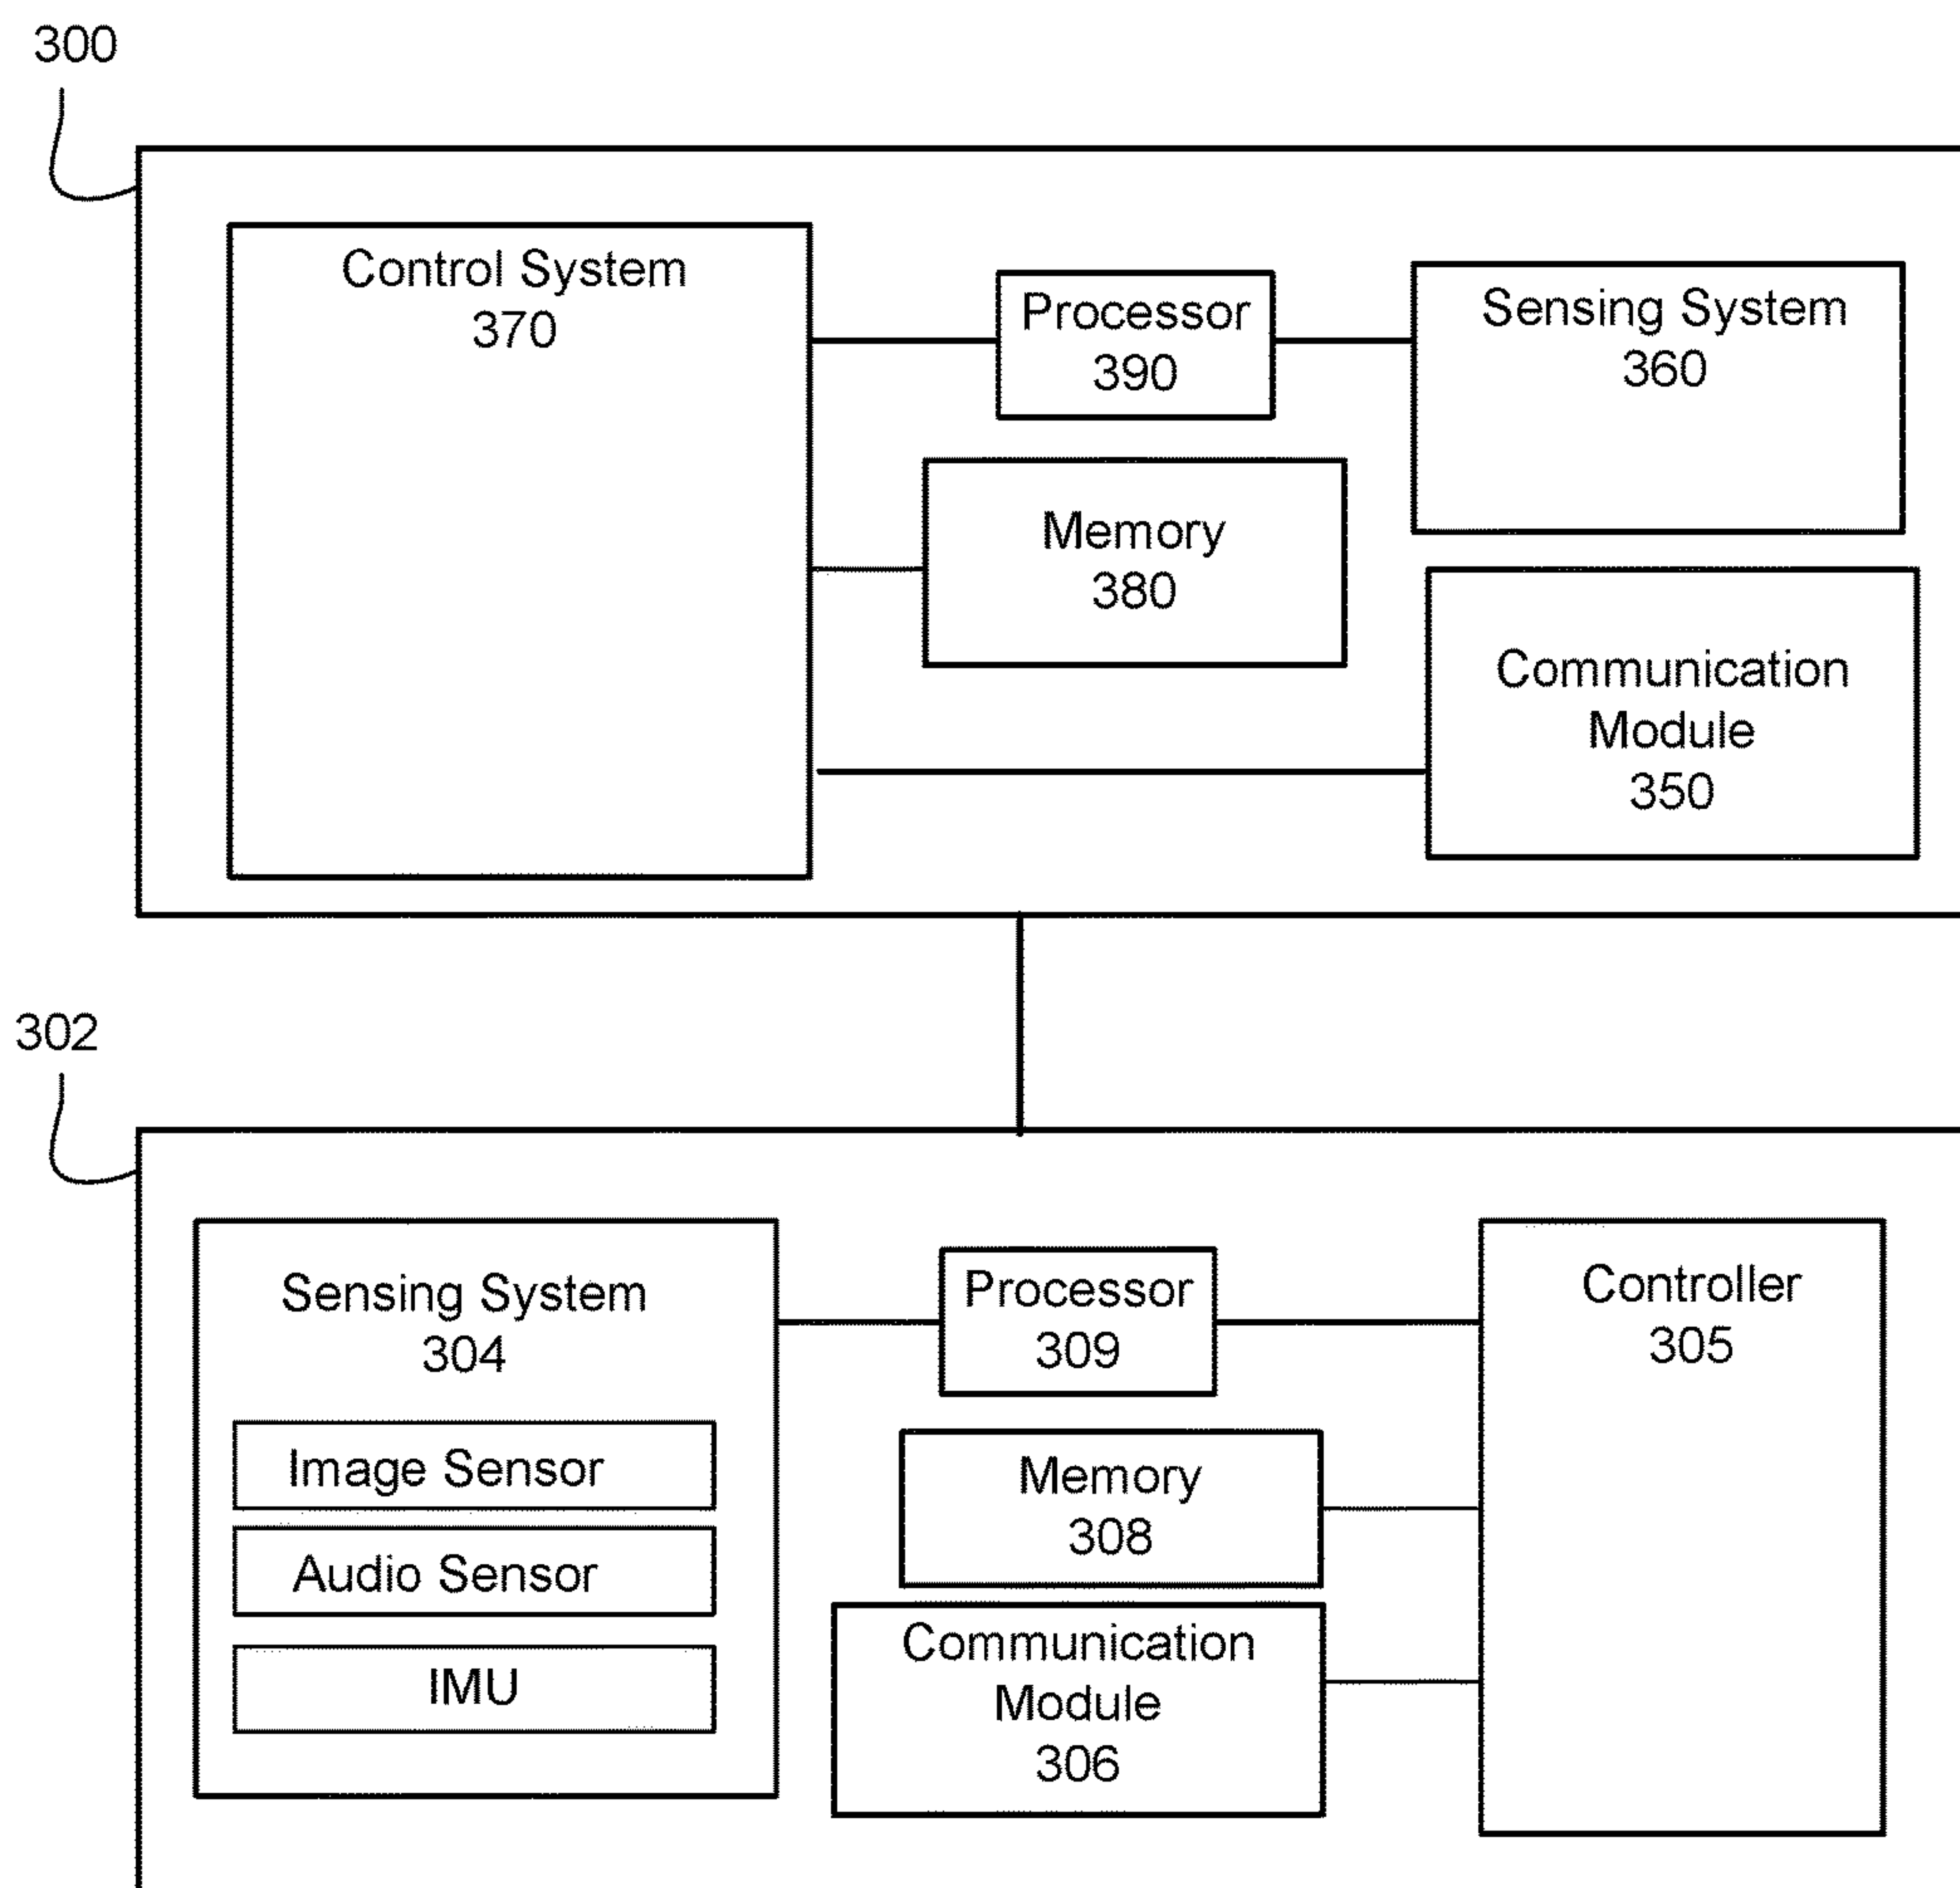 300
Control System
370
Processor
390
Sensing System
360
Memory
380
Communication
Module
350
302
Sensing System
304
Image Sensor
Audio Sensor
IMU
Processor
309
Memory
308
Communication
Module
306
Controller
305